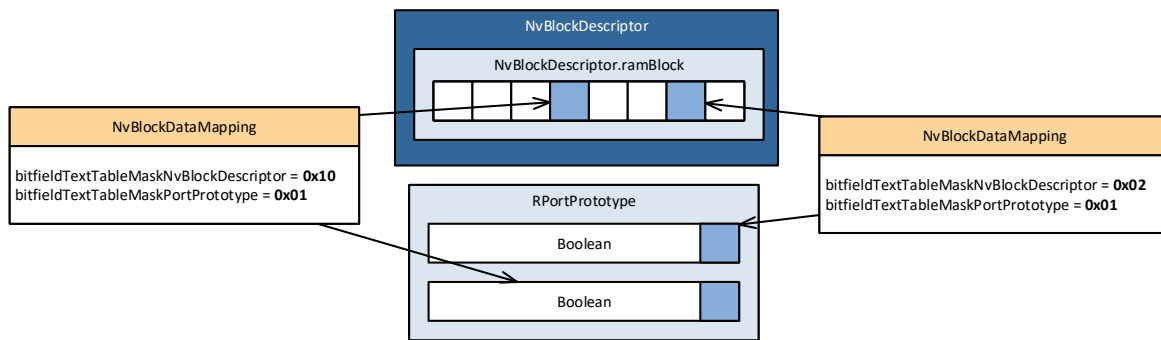 NvBlockDescriptor
NvBlockDescriptor.ramBlock
NvBlockDataMapping
bitfieldTextTableMaskNvBlockDescriptor = 0x10
bitfieldTextTableMaskPortPrototype = 0x01
NvBlockDataMapping
bitfieldTextTableMaskNvBlockDescriptor = 0x02
bitfieldTextTableMaskPortPrototype = 0x01
RPortPrototype
Boolean
Boolean